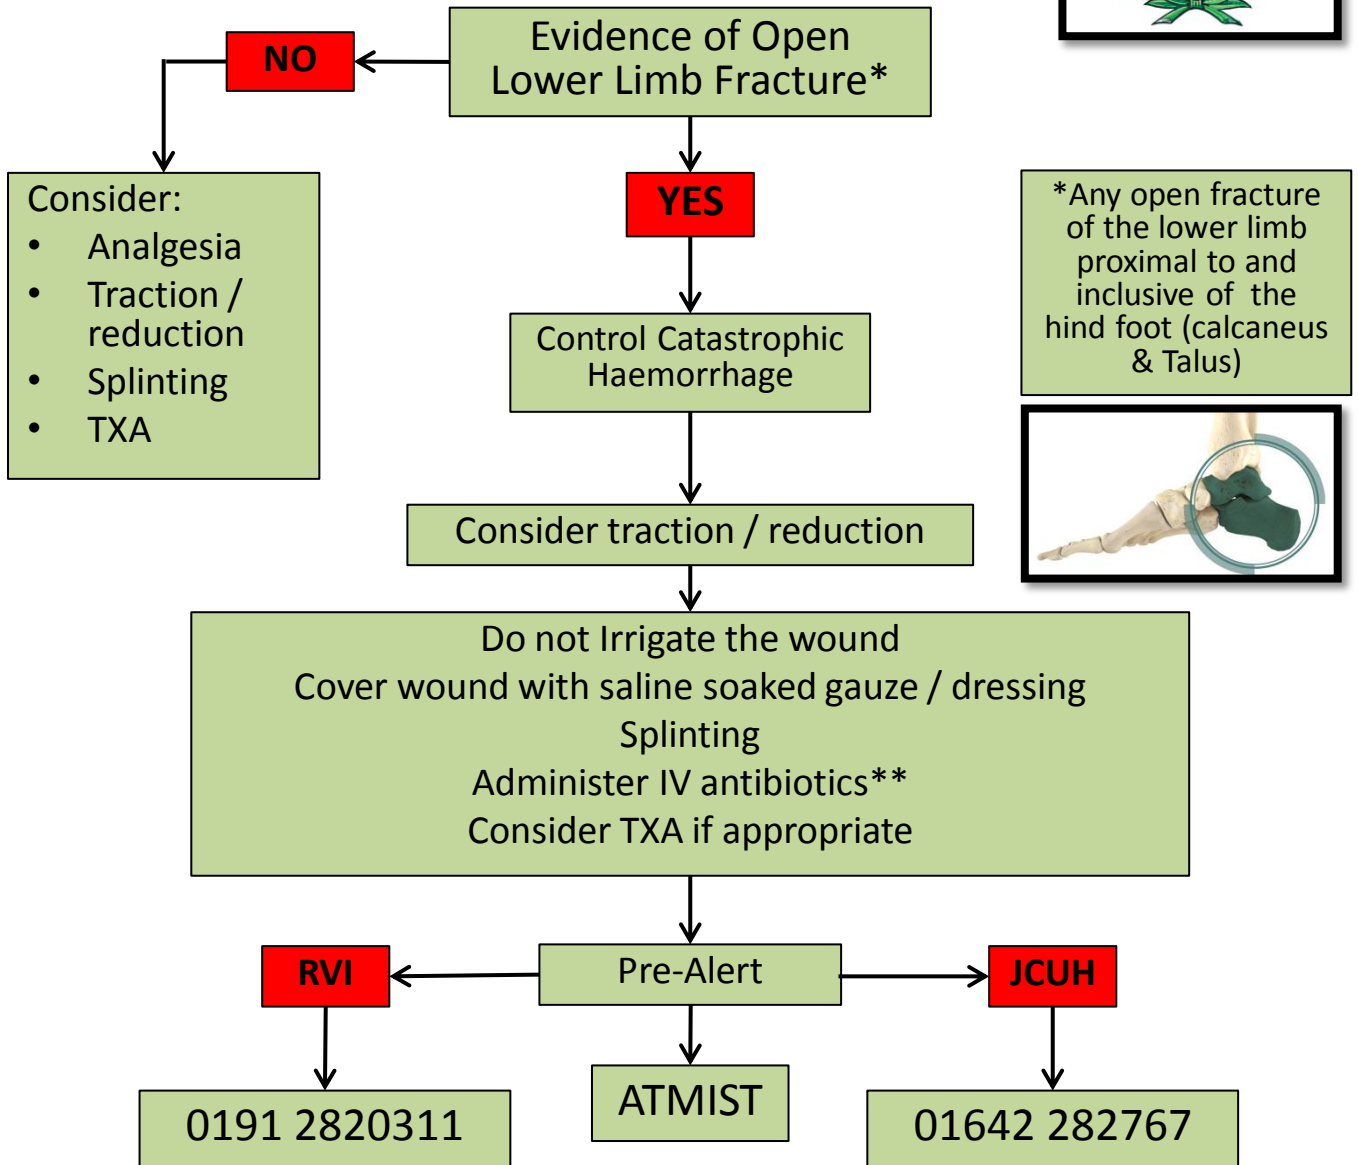 Evidence of Open
Lower Limb Fracture*
NO
YES
Consider:
• Analgesia
• Traction /
reduction
• Splinting
• TXA
*Any open fracture
of the lower limb
proximal to and
inclusive of the
hind foot (calcaneus
& Talus)
Control Catastrophic
Haemorrhage
Consider traction / reduction
Do not Irrigate the wound
Cover wound with saline soaked gauze / dressing
Splinting
Administer IV antibiotics**
Consider TXA if appropriate
RVI
Pre-Alert
JCUH
0191 2820311
ATMIST
01642 282767